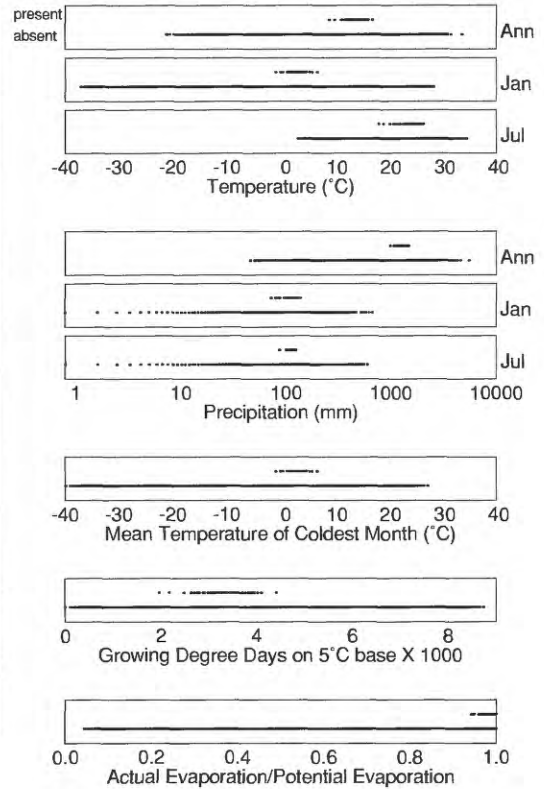 present
absent
Ann
Jan
Jul
-40 -30 -20 -10 0 10 20 30 40
Temperature (˚C)
Ann
Jan
Jul
1 10 100 1000 10000
Precipitation (mm)
-40 -30 -20 -10 0 10 20 30 40
Mean Temperature of Coldest Month (˚C)
0 2 4 6 8
Growing Degree Days on 5˚C base X 1000
0.0 0.2 0.4 0.6 0.8 1.0
Actual Evaporation/Potential Evaporation